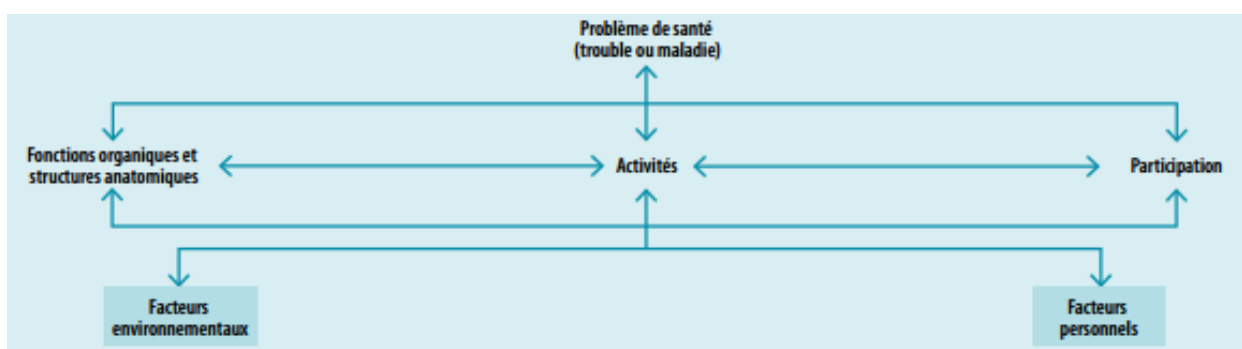 Problème de santé
(trouble ou maladie)
Fonctions organiques et
structures anatomiques
Activités
Participation
Facteurs
environnementaux
Facteurs
personnels